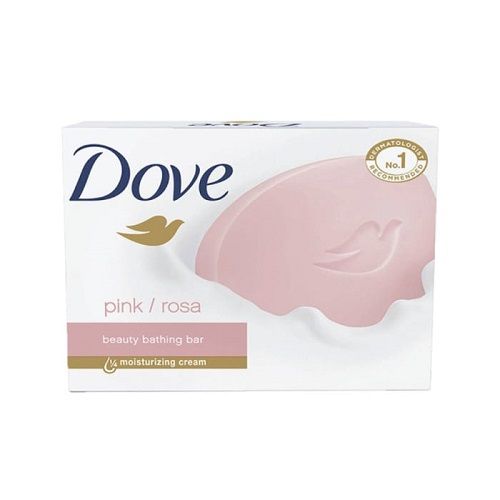 Dove
DERMATOLOGIST
No.1
RECOMMENDED
pink / rosa
beauty bathing bar
¼ moisturizing cream